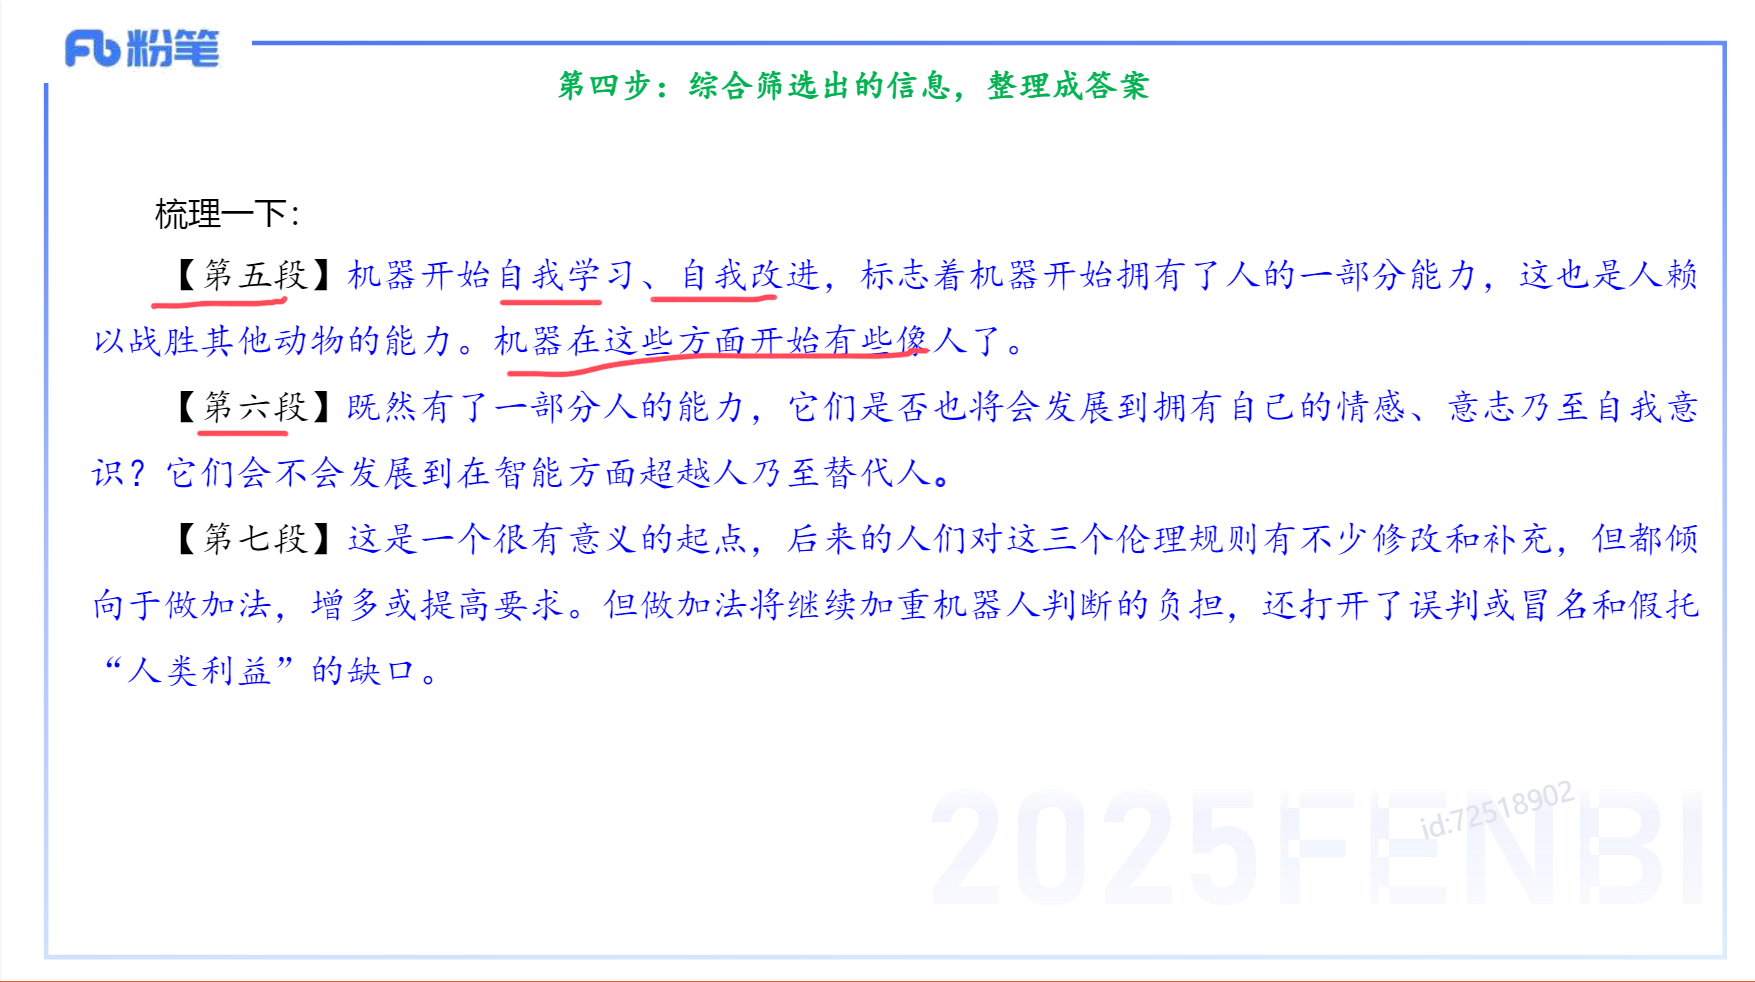 粉笔
第四步：综合筛选出的信息，整理成答案
梳理一下：
【第五段】机器开始自我学习、自我改进，标志着机器开始拥有了人的一部分能力，这也是人赖
以战胜其他动物的能力。机器在这些方面开始有些像人了。
【第六段】既然有了一部分人的能力，它们是否也将会发展到拥有自己的情感、意志乃至自我意
识？它们会不会发展到在智能方面超越人乃至替代人。
【第七段】这是一个很有意义的起点，后来的人们对这三个伦理规则有不少修改和补充，但都倾
向于做加法，增多或提高要求。但做加法将继续加重机器人判断的负担，还打开了误判或冒名和假托
“人类利益”的缺口。
id:72518902
2025FENBI